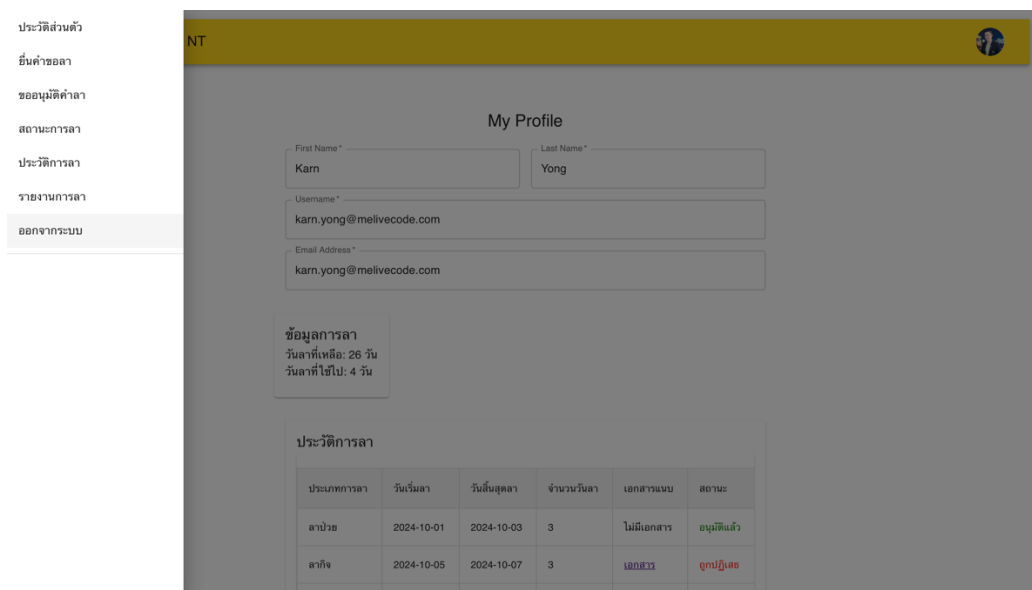 ประวัติส่วนตัว
ยื่นคำขอลา
ขออนุมัติคำลา
สถานะการลา
ประวัติการลา
รายงานการลา
ออกจากระบบ
NT
My Profile
First Name *
Karn
Last Name *
Yong
Username *
karn.yong@melivecode.com
Email Address *
karn.yong@melivecode.com
ข้อมูลการลา
วันลาที่เหลือ: 26 วัน
วันลาที่ใช้ไป: 4 วัน
ประวัติการลา
ประเภทการลา วันเริ่มลา วันสิ้นสุดลา จำนวนวันลา เอกสารแนบ สถานะ
ลาป่วย 2024-10-01 2024-10-03 3 ไม่มีเอกสาร อนุมัติแล้ว
ลากิจ 2024-10-05 2024-10-07 3 เอกสาร ถูกปฏิเสธ